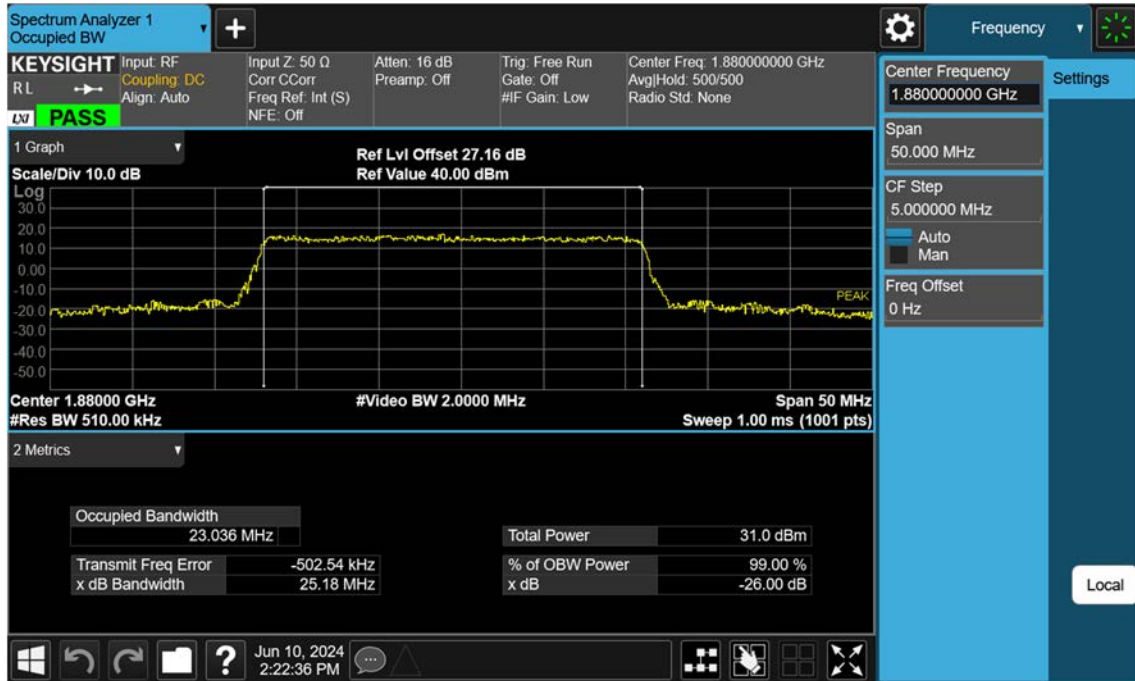 Spectrum Analyzer 1
Occupied BW
+
Frequency
KEYSIGHT
RL
LXI PASS
Input: RF
Coupling: DC
Align: Auto
Input Z: 50 Ω
Corr CCorr
Freq Ref: Int (S)
NFE: Off
Atten: 16 dB
Preamp: Off
Trig: Free Run
Gate: Off
#IF Gain: Low
Center Freq: 1.880000000 GHz
Avg|Hold: 500/500
Radio Std: None
Center Frequency
1.880000000 GHz
Settings
Span
50.000 MHz
CF Step
5.000000 MHz
Auto
Man
Freq Offset
0 Hz
Local
1 Graph
Scale/Div 10.0 dB
Ref Lvl Offset 27.16 dB
Ref Value 40.00 dBm
Log
30.0
20.0
10.0
0.00
-10.0
-20.0
-30.0
-40.0
-50.0
PEAK
Center 1.88000 GHz
#Video BW 2.0000 MHz
Span 50 MHz
#Res BW 510.00 kHz
Sweep 1.00 ms (1001 pts)
2 Metrics
Occupied Bandwidth
23.036 MHz
Total Power 31.0 dBm
Transmit Freq Error -502.54 kHz
% of OBW Power 99.00 %
x dB Bandwidth 25.18 MHz
x dB -26.00 dB
?
Jun 10, 2024
2:22:36 PM